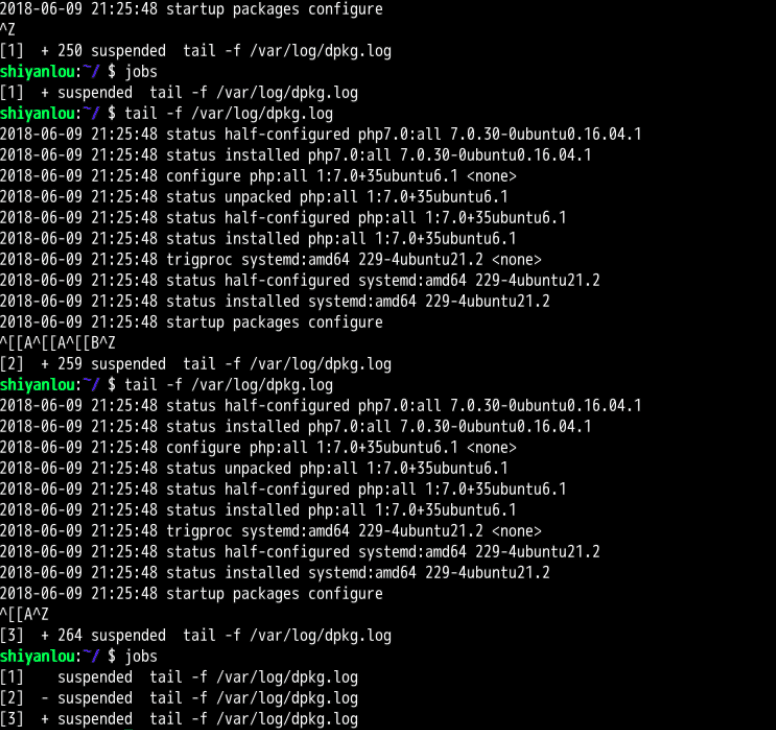 2018-06-09 21:25:48 startup packages configure
^Z
[1]  + 250 suspended  tail -f /var/log/dpkg.log
shiyanlou:~/ $ jobs
[1]  + suspended  tail -f /var/log/dpkg.log
shiyanlou:~/ $ tail -f /var/log/dpkg.log
2018-06-09 21:25:48 status half-configured php7.0:all 7.0.30-0ubuntu0.16.04.1
2018-06-09 21:25:48 status installed php7.0:all 7.0.30-0ubuntu0.16.04.1
2018-06-09 21:25:48 configure php:all 1:7.0+35ubuntu6.1 <none>
2018-06-09 21:25:48 status unpacked php:all 1:7.0+35ubuntu6.1
2018-06-09 21:25:48 status half-configured php:all 1:7.0+35ubuntu6.1
2018-06-09 21:25:48 status installed php:all 1:7.0+35ubuntu6.1
2018-06-09 21:25:48 trigproc systemd:amd64 229-4ubuntu21.2 <none>
2018-06-09 21:25:48 status half-configured systemd:amd64 229-4ubuntu21.2
2018-06-09 21:25:48 status installed systemd:amd64 229-4ubuntu21.2
2018-06-09 21:25:48 startup packages configure
^[[A^[[A^[[B^Z
[2]  + 259 suspended  tail -f /var/log/dpkg.log
shiyanlou:~/ $ tail -f /var/log/dpkg.log
2018-06-09 21:25:48 status half-configured php7.0:all 7.0.30-0ubuntu0.16.04.1
2018-06-09 21:25:48 status installed php7.0:all 7.0.30-0ubuntu0.16.04.1
2018-06-09 21:25:48 configure php:all 1:7.0+35ubuntu6.1 <none>
2018-06-09 21:25:48 status unpacked php:all 1:7.0+35ubuntu6.1
2018-06-09 21:25:48 status half-configured php:all 1:7.0+35ubuntu6.1
2018-06-09 21:25:48 status installed php:all 1:7.0+35ubuntu6.1
2018-06-09 21:25:48 trigproc systemd:amd64 229-4ubuntu21.2 <none>
2018-06-09 21:25:48 status half-configured systemd:amd64 229-4ubuntu21.2
2018-06-09 21:25:48 status installed systemd:amd64 229-4ubuntu21.2
2018-06-09 21:25:48 startup packages configure
^[[A^Z
[3]  + 264 suspended  tail -f /var/log/dpkg.log
shiyanlou:~/ $ jobs
[1]    suspended  tail -f /var/log/dpkg.log
[2]  - suspended  tail -f /var/log/dpkg.log
[3]  + suspended  tail -f /var/log/dpkg.log